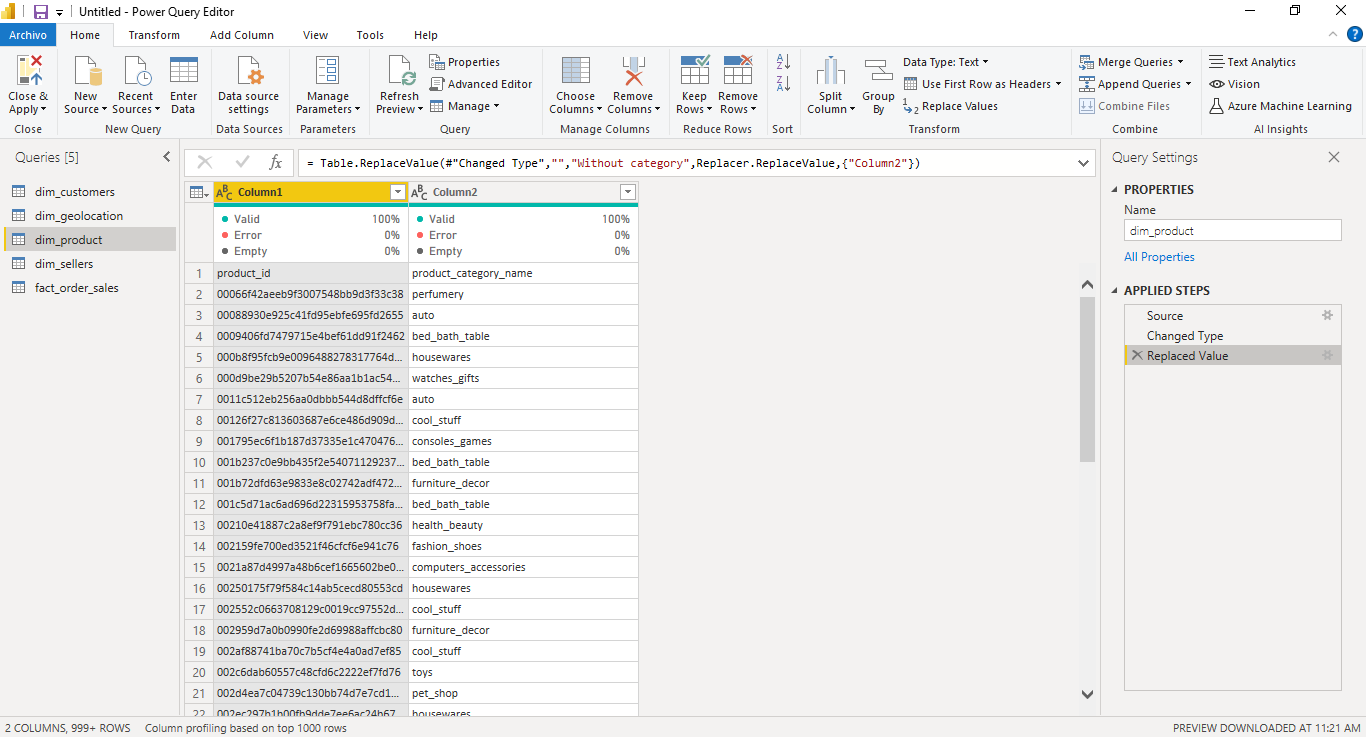 Untitled - Power Query Editor
Archivo Home Transform Add Column View Tools Help
Close & Apply
Close
New Source
Recent Sources
Enter Data
New Query
Data source settings
Data Sources
Manage Parameters
Parameters
Refresh Preview
Properties
Advanced Editor
Manage
Query
Choose Columns
Remove Columns
Manage Columns
Keep Rows
Remove Rows
Reduce Rows
Sort
Split Column
Group By
Data Type: Text
Use First Row as Headers
Replace Values
Transform
Merge Queries
Append Queries
Combine Files
Combine
Text Analytics
Vision
Azure Machine Learning
AI Insights
Queries [5]
dim_customers
dim_geolocation
dim_product
dim_sellers
fact_order_sales
fx = Table.ReplaceValue(#"Changed Type","","Without category",Replacer.ReplaceValue,{"Column2"})
Column1 Column2
Valid 100% Valid 100%
Error 0% Error 0%
Empty 0% Empty 0%
1 product_id product_category_name
2 00066f42aeeb9f3007548bb9d3f33c38 perfumery
3 00088930e925c41fd95ebfe695fd2655 auto
4 0009406fd7479715e4bef61dd91f2462 bed_bath_table
5 000b8f95fcb9e0096488278317764d... housewares
6 000d9be29b5207b54e86aa1b1ac54... watches_gifts
7 0011c512eb256aa0dbbb544d8dffcf6e auto
8 00126f27c813603687e6ce486d909d... cool_stuff
9 001795ec6f1b187d37335e1c470476... consoles_games
10 001b237c0e9bb435f2e54071129237... bed_bath_table
11 001b72dfd63e9833e8c02742adf472... furniture_decor
12 001c5d71ac6ad696d22315953758fa... bed_bath_table
13 00210e41887c2a8ef9f791ebc780cc36 health_beauty
14 002159fe700ed3521f46cfcf6e941c76 fashion_shoes
15 0021a87d4997a48b6cef1665602be0... computers_accessories
16 00250175f79f584c14ab5cecd80553cd housewares
17 002552c0663708129c0019cc97552d... cool_stuff
18 002959d7a0b0990fe2d69988affcbc80 furniture_decor
19 002af88741ba70c7b5cf4e4a0ad7ef85 cool_stuff
20 002c6dab60557c48cfd6c2222ef7fd76 toys
21 002d4ea7c04739c130bb74d7e7cd1... pet_shop
22 housewares
Query Settings
PROPERTIES
Name
dim_product
All Properties
APPLIED STEPS
Source
Changed Type
Replaced Value
2 COLUMNS, 999+ ROWS Column profiling based on top 1000 rows PREVIEW DOWNLOADED AT 11:21 AM